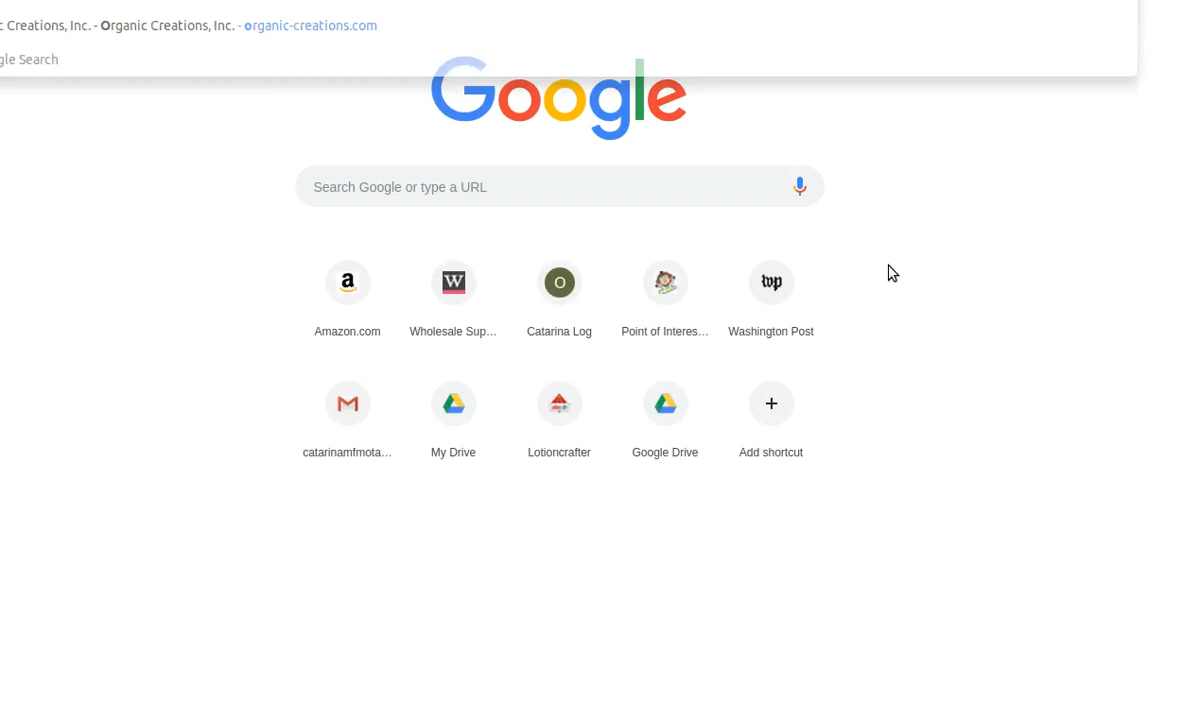 c Creations, Inc. - Organic Creations, Inc. - organic-creations.com
gle Search
Google
Search Google or type a URL
a
W
O
wp
Amazon.com
Wholesale Sup...
Catarina Log
Point of Interes...
Washington Post
catarinamfmota...
My Drive
Lotioncrafter
Google Drive
Add shortcut